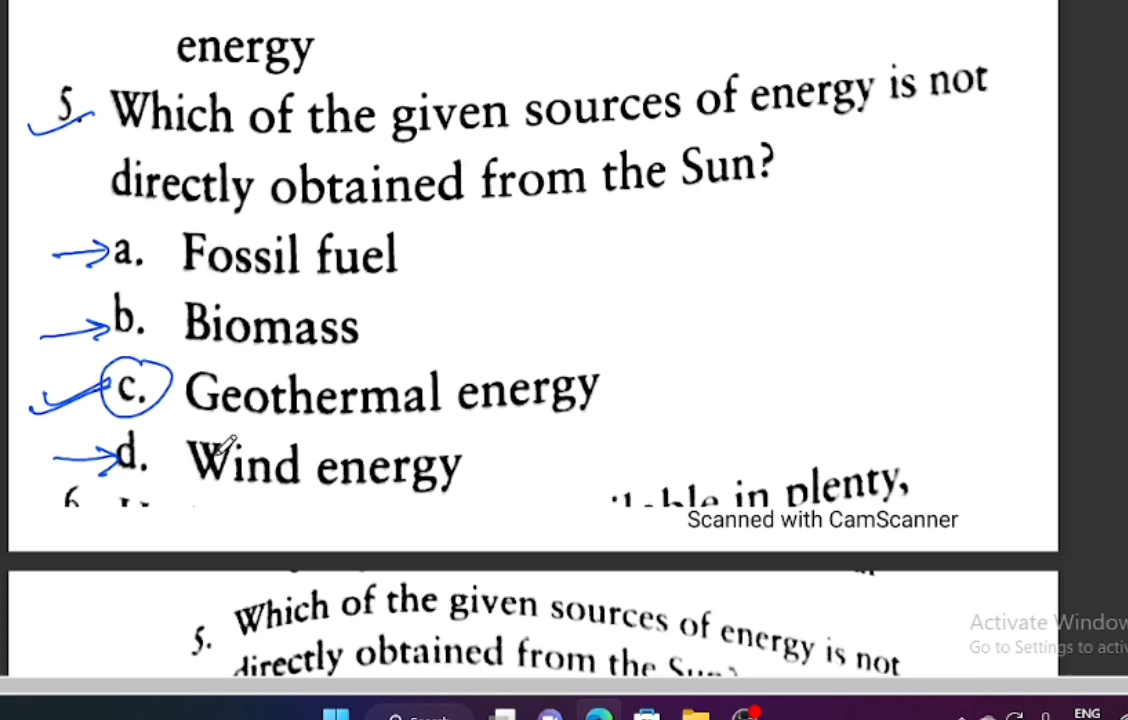 energy
5. Which of the given sources of energy is not
directly obtained from the Sun?
a. Fossil fuel
b. Biomass
c. Geothermal energy
d. Wind energy
in plenty,
Scanned with CamScanner
5. Which of the given sources of energy is not
directly obtained from the
Activate Window
Go to Settings to activ
Search
ENG